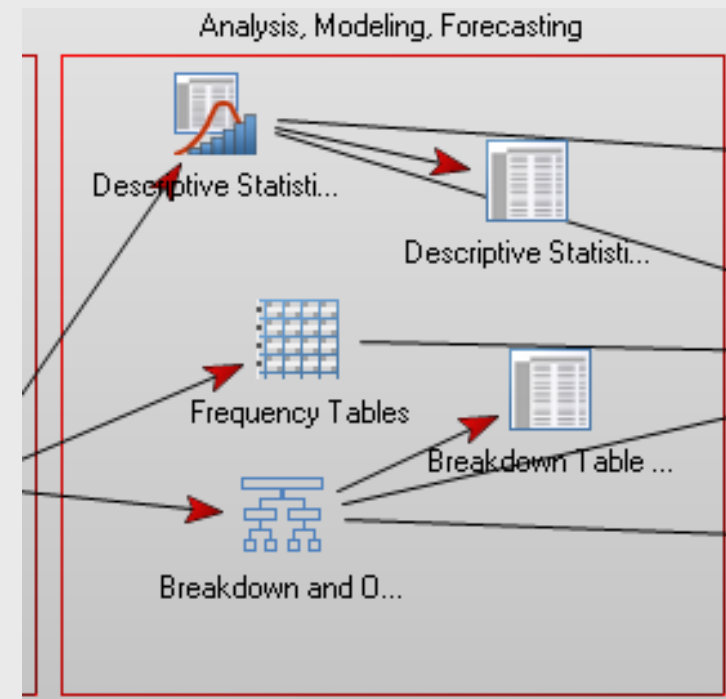 Analysis, Modeling, Forecasting
Descriptive Statisti...
Descriptive Statisti...
Frequency Tables
Breakdown Table ...
Breakdown and O...